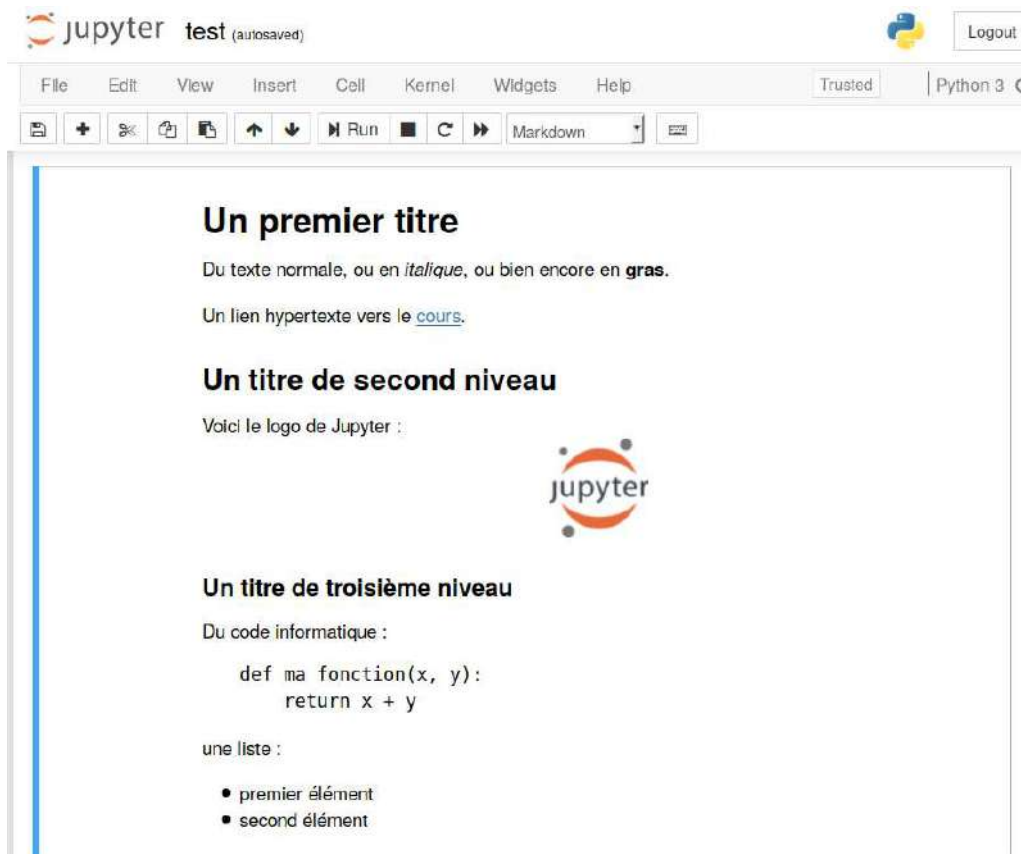 jupyter test (autosaved) Logout
File Edit View Insert Cell Kernel Widgets Help Trusted Python 3
Run Markdown
Un premier titre
Du texte normale, ou en italique, ou bien encore en gras.
Un lien hypertexte vers le cours.
Un titre de second niveau
Voici le logo de Jupyter :
jupyter
Un titre de troisième niveau
Du code informatique :
def ma fonction(x, y):
return x + y
une liste :
• premier élément
• second élément